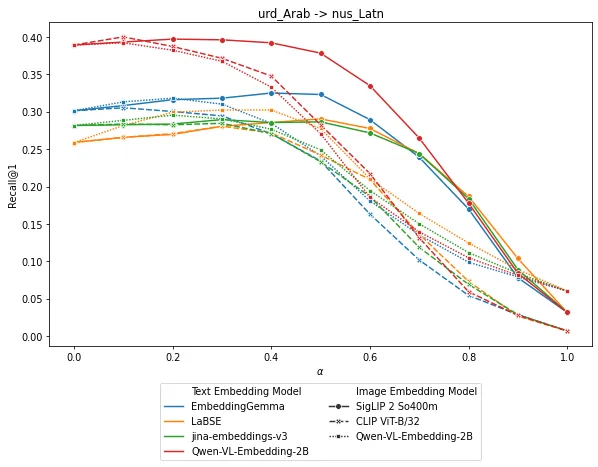 urd_Arab -> nus_Latn
0.40
0.35
0.30
0.25
0.20
0.15
0.10
0.05
0.00
Recall@1
0.0 0.2 0.4 0.6 0.8 1.0
α
Text Embedding Model Image Embedding Model
EmbeddingGemma SigLIP 2 So400m
LaBSE CLIP ViT-B/32
jina-embeddings-v3 Qwen-VL-Embedding-2B
Qwen-VL-Embedding-2B